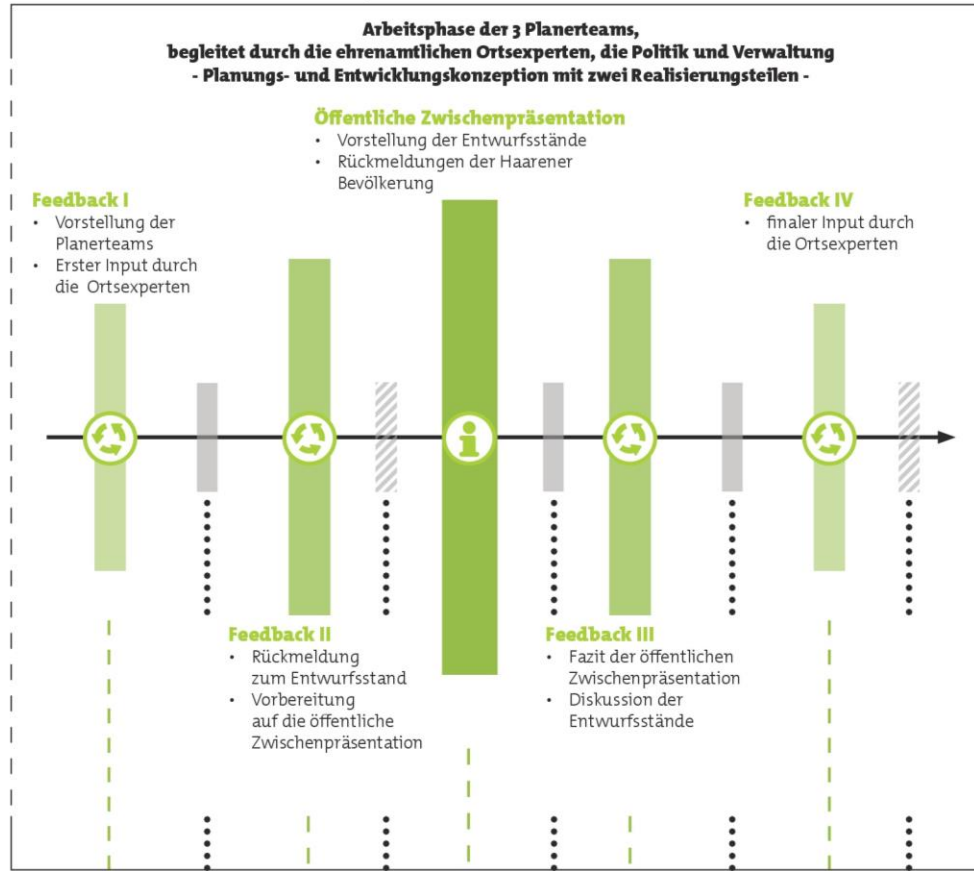 Arbeitsphase der 3 Planerteams,
begleitet durch die ehrenamtlichen Ortsexperten, die Politik und Verwaltung
- Planungs- und Entwicklungskonzeption mit zwei Realisierungsteilen -
Öffentliche Zwischenpräsentation
• Vorstellung der Entwurfsstände
• Rückmeldungen der Haarener
Bevölkerung
Feedback I
• Vorstellung der
Planerteams
• Erster Input durch
die Ortsexperten
Feedback IV
• finaler Input durch
die Ortsexperten
Feedback II
• Rückmeldung
zum Entwurfsstand
• Vorbereitung
auf die öffentliche
Zwischenpräsentation
Feedback III
• Fazit der öffentlichen
Zwischenpräsentation
• Diskussion der
Entwurfsstände